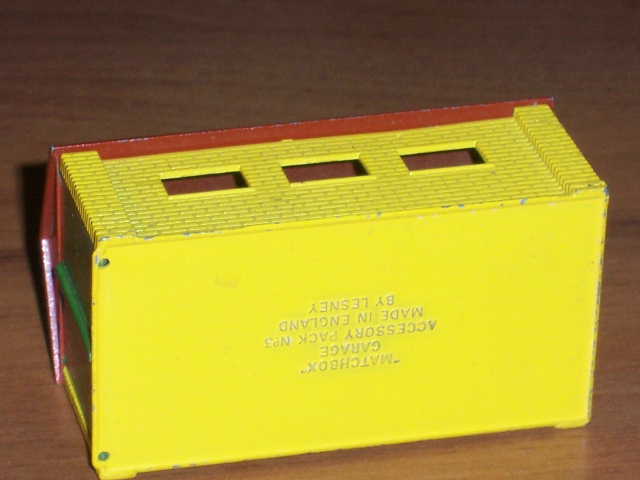 "MATCHBOX"
GARAGE
ACCESSORY PACK Nº3
MADE IN ENGLAND
BY LESNEY